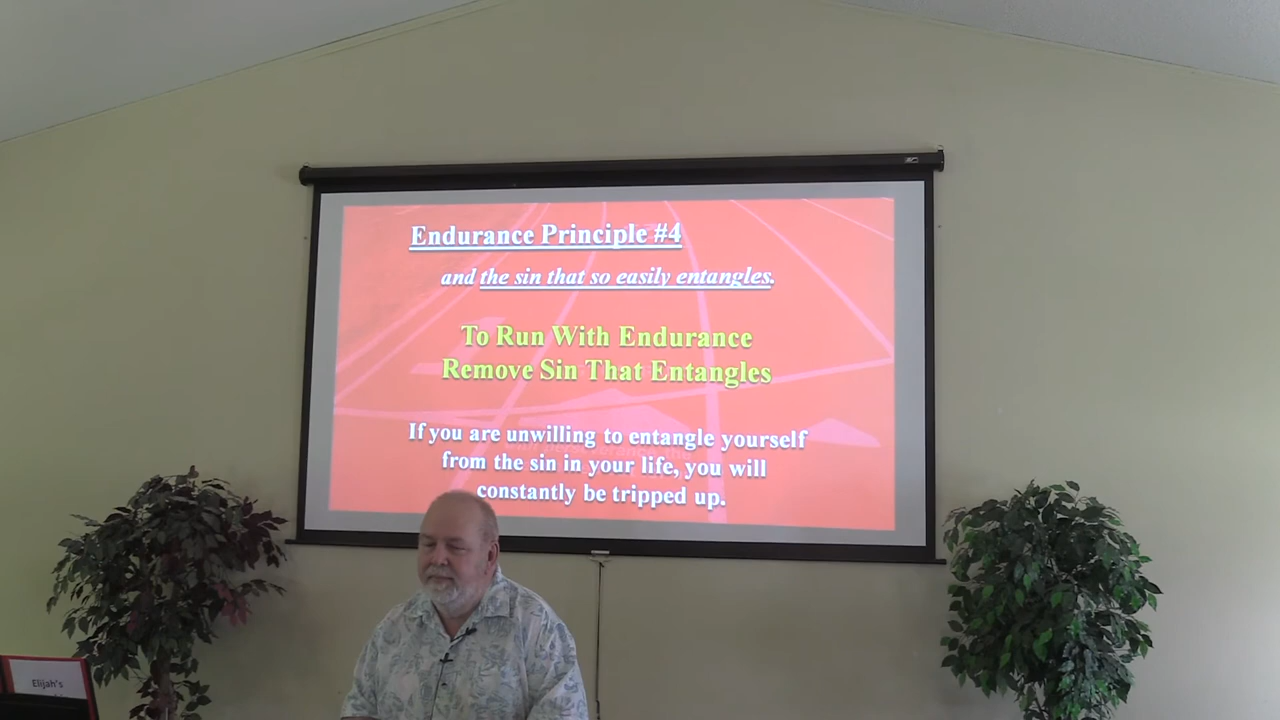 Endurance Principle #4
and the sin that so easily entangles.
To Run With Endurance
Remove Sin That Entangles
If you are unwilling to entangle yourself
from the sin in your life, you will
constantly be tripped up.
Elijah's